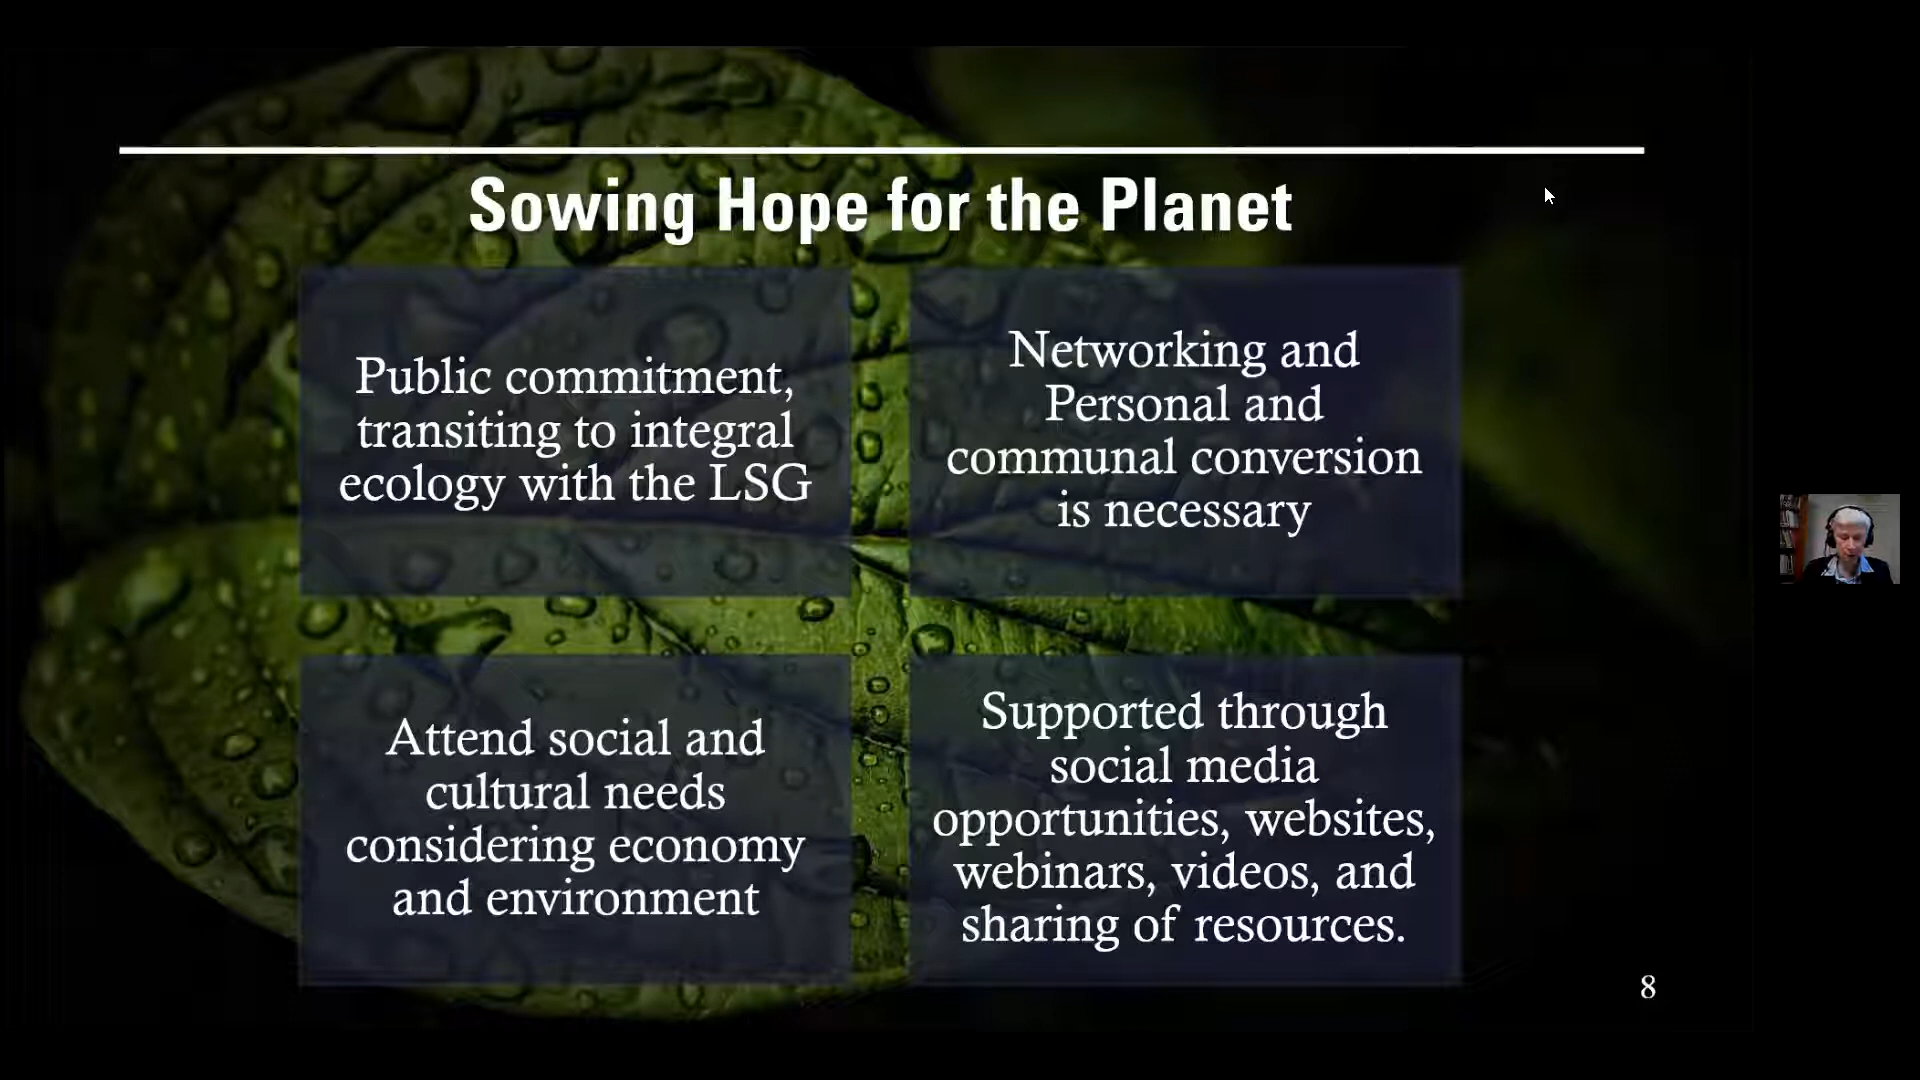 Sowing Hope for the Planet
Public commitment,
transiting to integral
ecology with the LSG
Networking and
Personal and
communal conversion
is necessary
Attend social and
cultural needs
considering economy
and environment
Supported through
social media
opportunities, websites,
webinars, videos, and
sharing of resources.
8